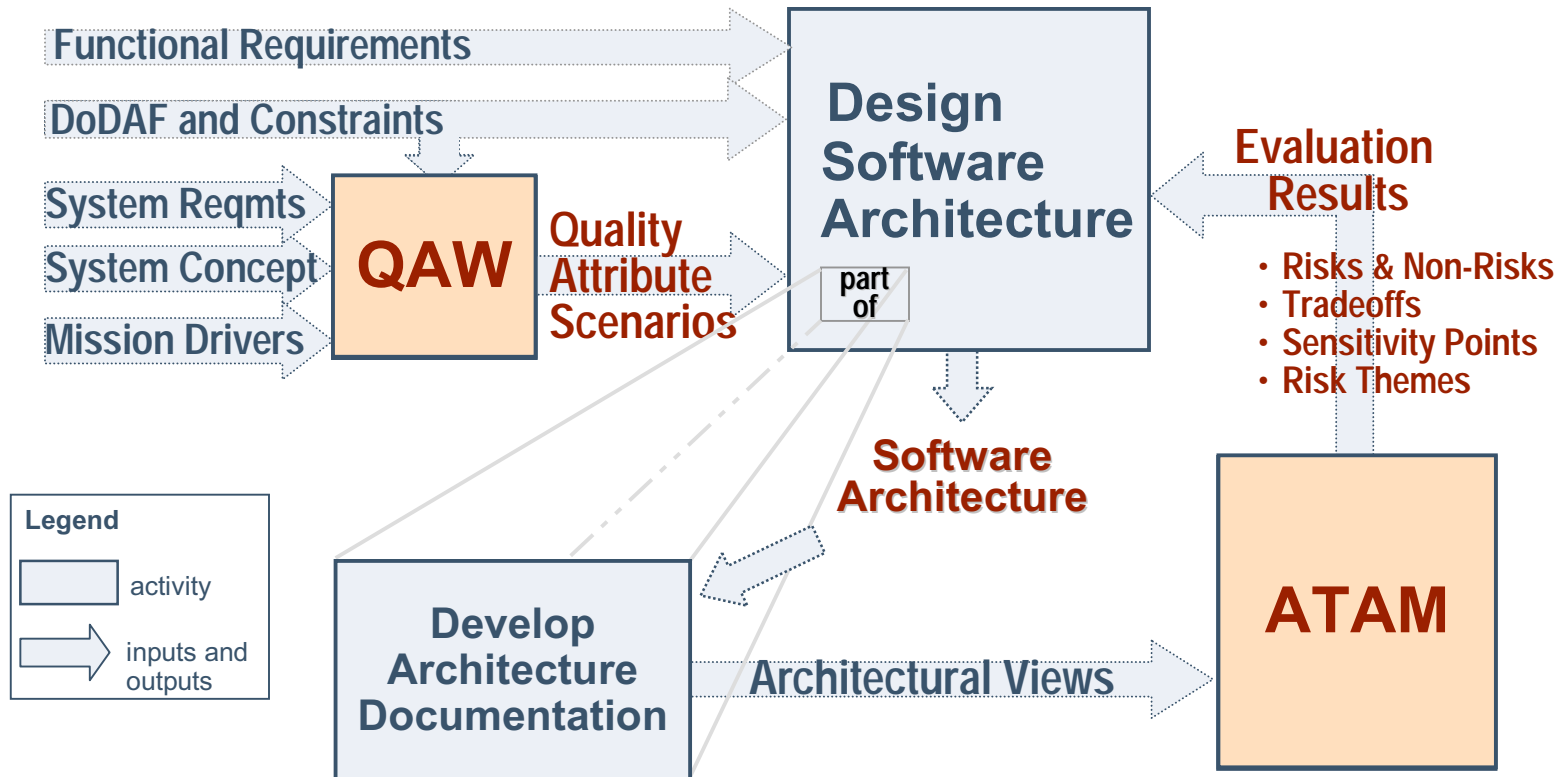 Functional Requirements
DoDAF and Constraints
System Reqmts
System Concept
Mission Drivers
QAW
Quality
Attribute
Scenarios
Design
Software
Architecture
part
of
Evaluation
Results
• Risks & Non-Risks
• Tradeoffs
• Sensitivity Points
• Risk Themes
Software
Architecture
Legend
activity
inputs and
outputs
Develop
Architecture
Documentation
Architectural Views
ATAM